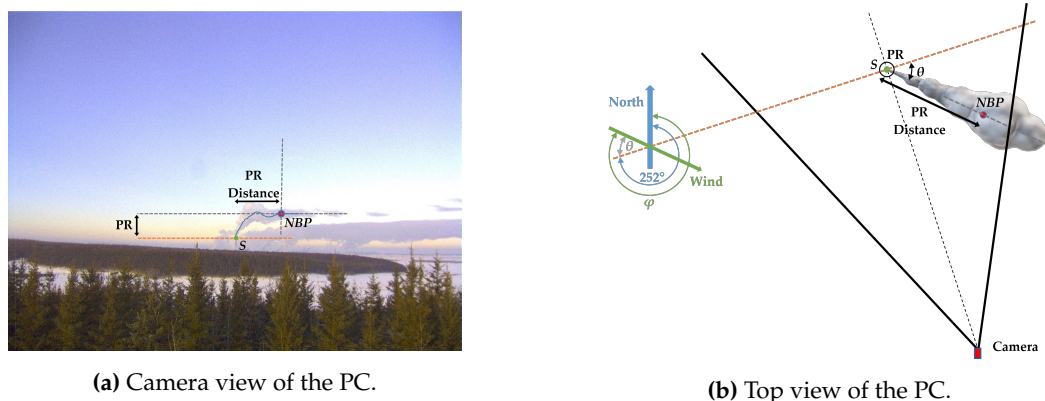 PR
Distance
PR
NBP
S
(a) Camera view of the PC.
PR
S
θ
NBP
PR
Distance
North
θ
252°
Wind
φ
Camera
(b) Top view of the PC.